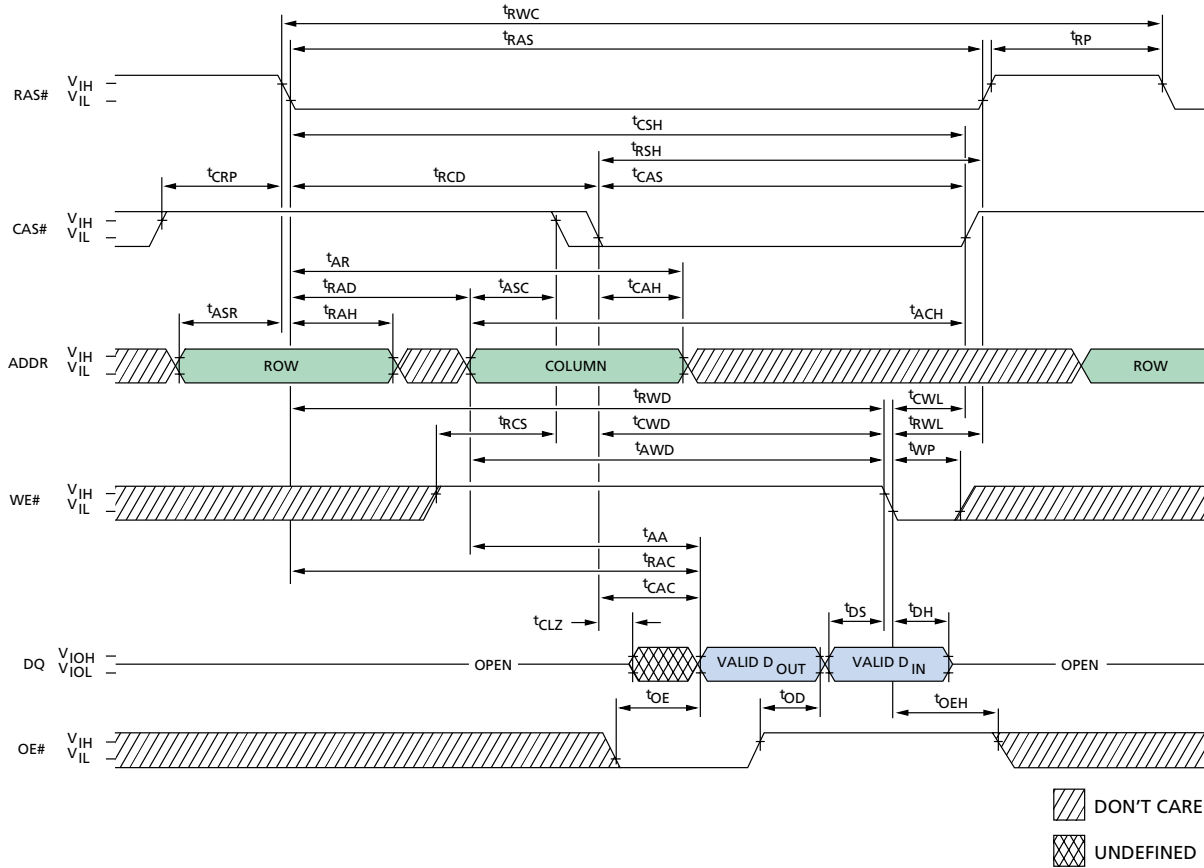 tRWC
tRAS
tRP
RAS#
VIH
VIL
tCSH
tRSH
tCRP
tRCD
tCAS
CAS#
VIH
VIL
tAR
tRAD
tASC
tCAH
tASR
tRAH
tACH
ADDR
VIH
VIL
ROW
COLUMN
ROW
tRWD
tCWL
tRCS
tCWD
tRWL
tAWD
tWP
WE#
VIH
VIL
tAA
tRAC
tCAC
tCLZ
tDS
tDH
DQ
VIOH
VIOL
OPEN
VALID DOUT
VALID DIN
OPEN
tOE
tOD
tOEH
OE#
VIH
VIL
DON'T CARE
UNDEFINED